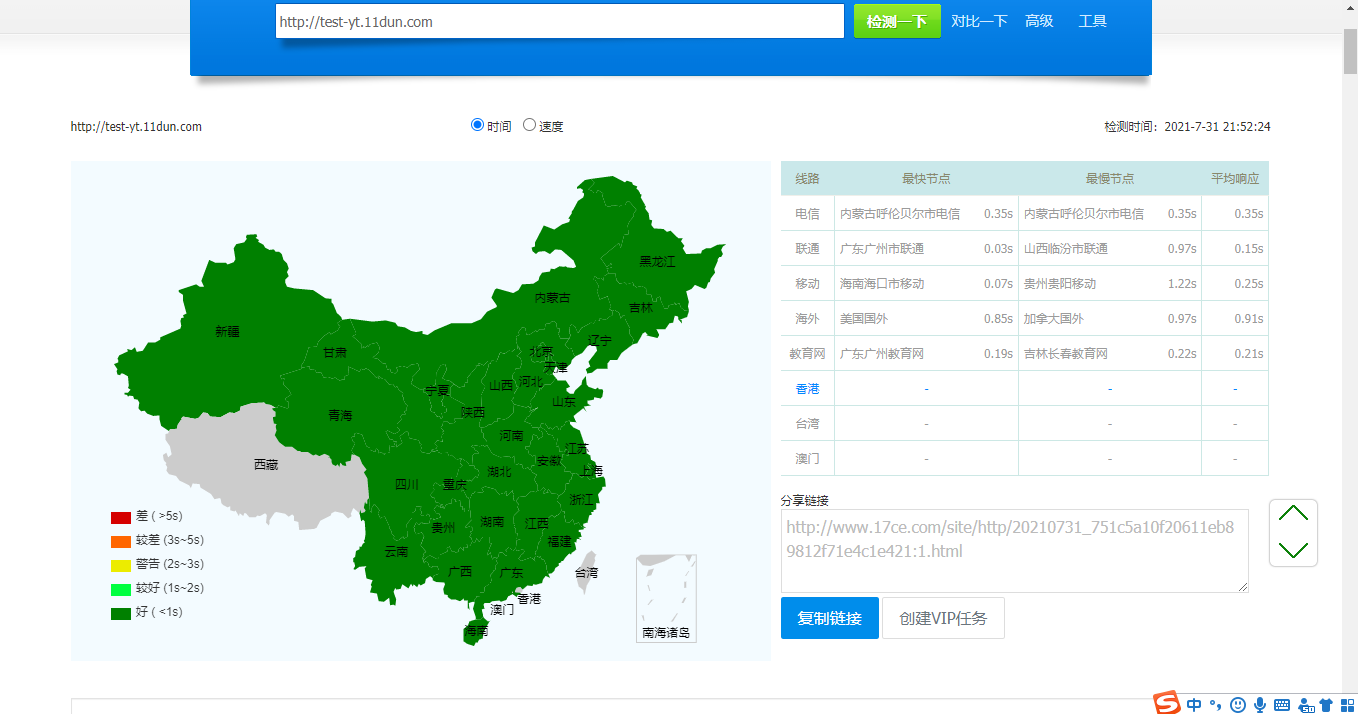 http://test-yt.11dun.com 检测一下 对比一下 高级 工具
http://test-yt.11dun.com 时间 速度 检测时间：2021-7-31 21:52:24
线路 最快节点 最慢节点 平均响应
电信 内蒙古呼伦贝尔市电信 0.35s 内蒙古呼伦贝尔市电信 0.35s 0.35s
联通 广东广州市联通 0.03s 山西临汾市联通 0.97s 0.15s
移动 海南海口市移动 0.07s 贵州贵阳移动 1.22s 0.25s
海外 美国国外 0.85s 加拿大国外 0.97s 0.91s
教育网 广东广州教育网 0.19s 吉林长春教育网 0.22s 0.21s
香港 - - -
台湾 - - -
澳门 - - -
黑龙江
内蒙古
吉林
新疆
辽宁
甘肃
北京
天津
河北
山西
宁夏
山东
陕西
青海
河南
江苏
安徽
西藏
上海
湖北
四川
重庆
浙江
湖南
江西
贵州
福建
云南
广西
广东
台湾
香港
澳门
海南
南海诸岛
差 ( >5s)
较差 (3s~5s)
警告 (2s~3s)
较好 (1s~2s)
好 ( <1s)
分享链接
http://www.17ce.com/site/http/20210731_751c5a10f20611eb8
9812f71e4c1e421:1.html
复制链接 创建VIP任务
中